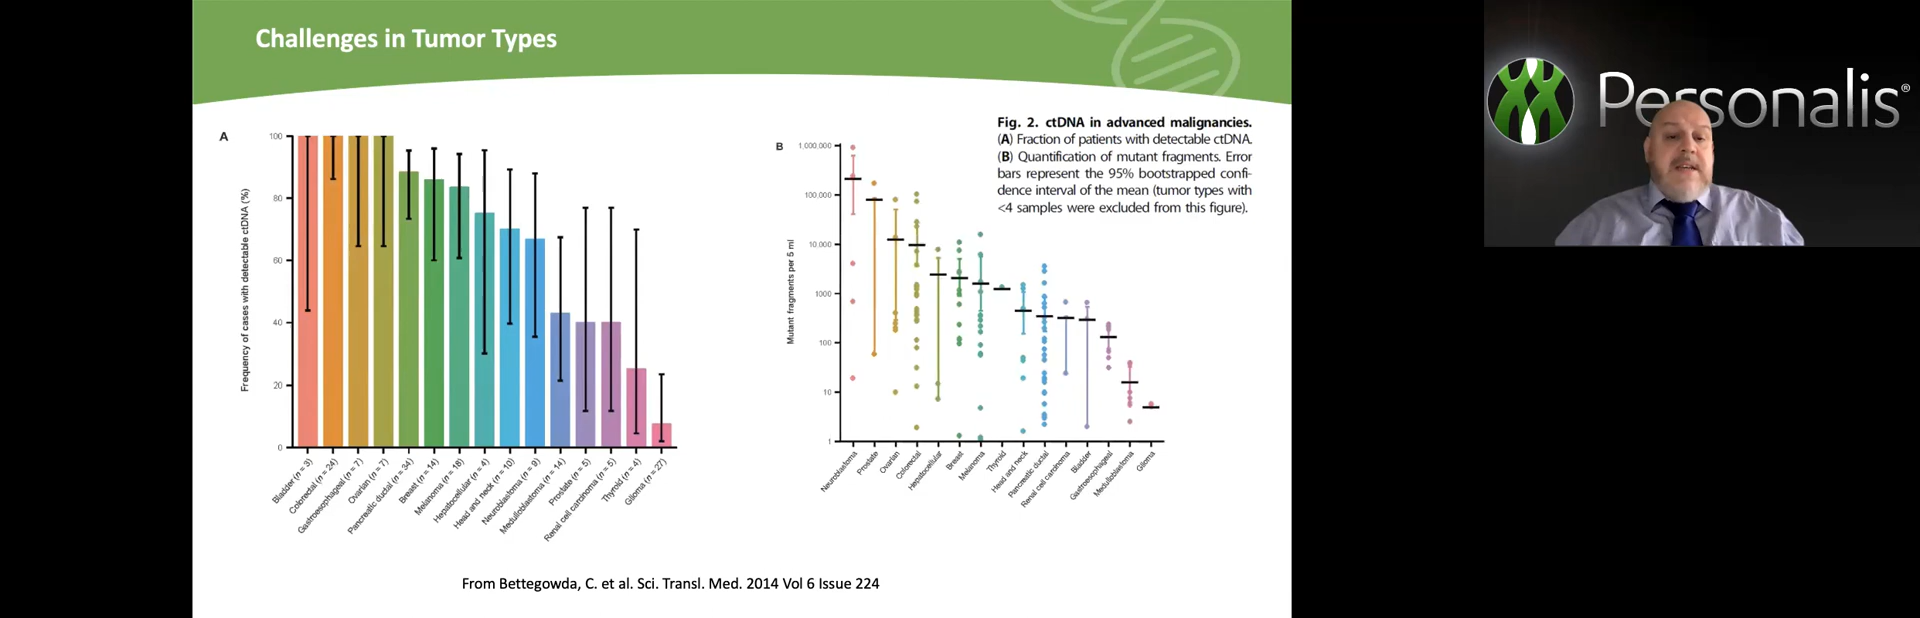 Challenges in Tumor Types
Personalis®
A
Frequency of cases with detectable ctDNA (%)
100
80
60
40
20
0
Bladder (n = 3)
Colorectal (n = 24)
Gastroesophageal (n = 7)
Ovarian (n = 7)
Pancreatic ductal (n = 34)
Breast (n = 14)
Melanoma (n = 18)
Hepatocellular (n = 4)
Head and neck (n = 10)
Neuroblastoma (n = 9)
Medulloblastoma (n = 14)
Prostate (n = 5)
Renal cell carcinoma (n = 5)
Thyroid (n = 4)
Glioma (n = 27)
B
Mutant fragments per 5 ml
1,000,000
100,000
10,000
1000
100
10
1
Neuroblastoma
Prostate
Ovarian
Colorectal
Hepatocellular
Breast
Melanoma
Thyroid
Head and neck
Pancreatic ductal
Renal cell carcinoma
Bladder
Gastroesophageal
Medulloblastoma
Glioma
Fig. 2. ctDNA in advanced malignancies.
(A) Fraction of patients with detectable ctDNA.
(B) Quantification of mutant fragments. Error
bars represent the 95% bootstrapped confi-
dence interval of the mean (tumor types with
<4 samples were excluded from this figure).
From Bettegowda, C. et al. Sci. Transl. Med. 2014 Vol 6 Issue 224